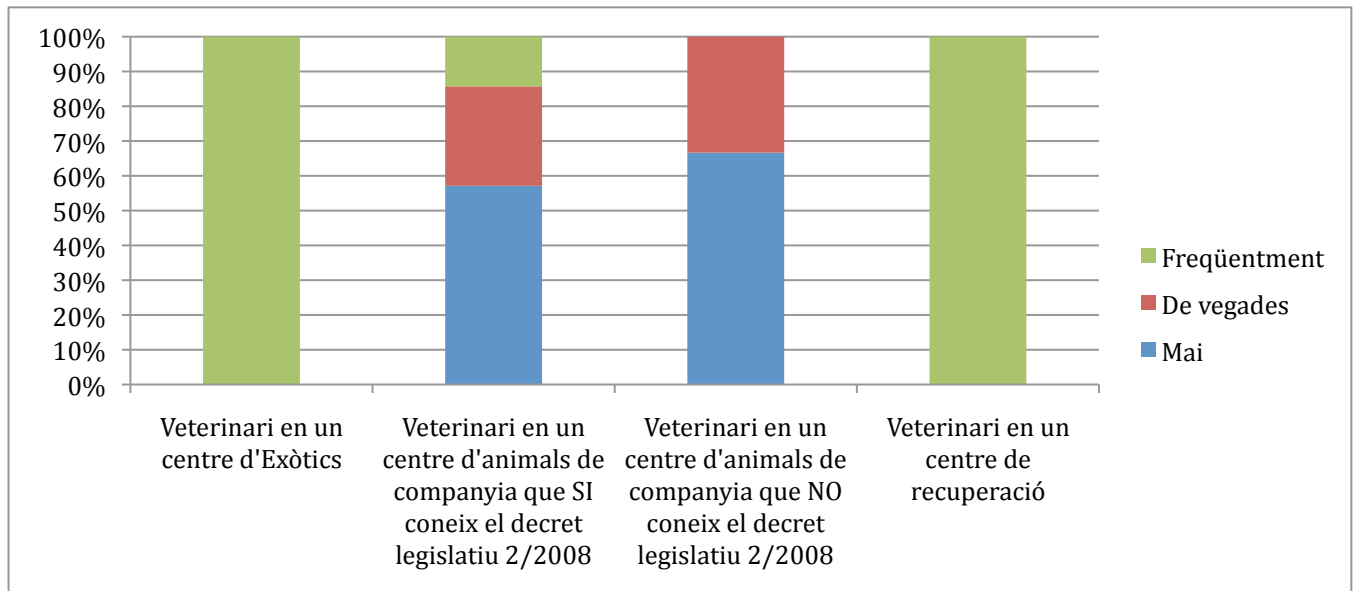 100%
90%
80%
70%
60%
50%
40%
30%
20%
10%
0%
Veterinari en un
centre d'Exòtics
Veterinari en un
centre d'animals de
companyia que SI
coneix el decret
legislatiu 2/2008
Veterinari en un
centre d'animals de
companyia que NO
coneix el decret
legislatiu 2/2008
Veterinari en un
centre de
recuperació
Freqüentment
De vegades
Mai